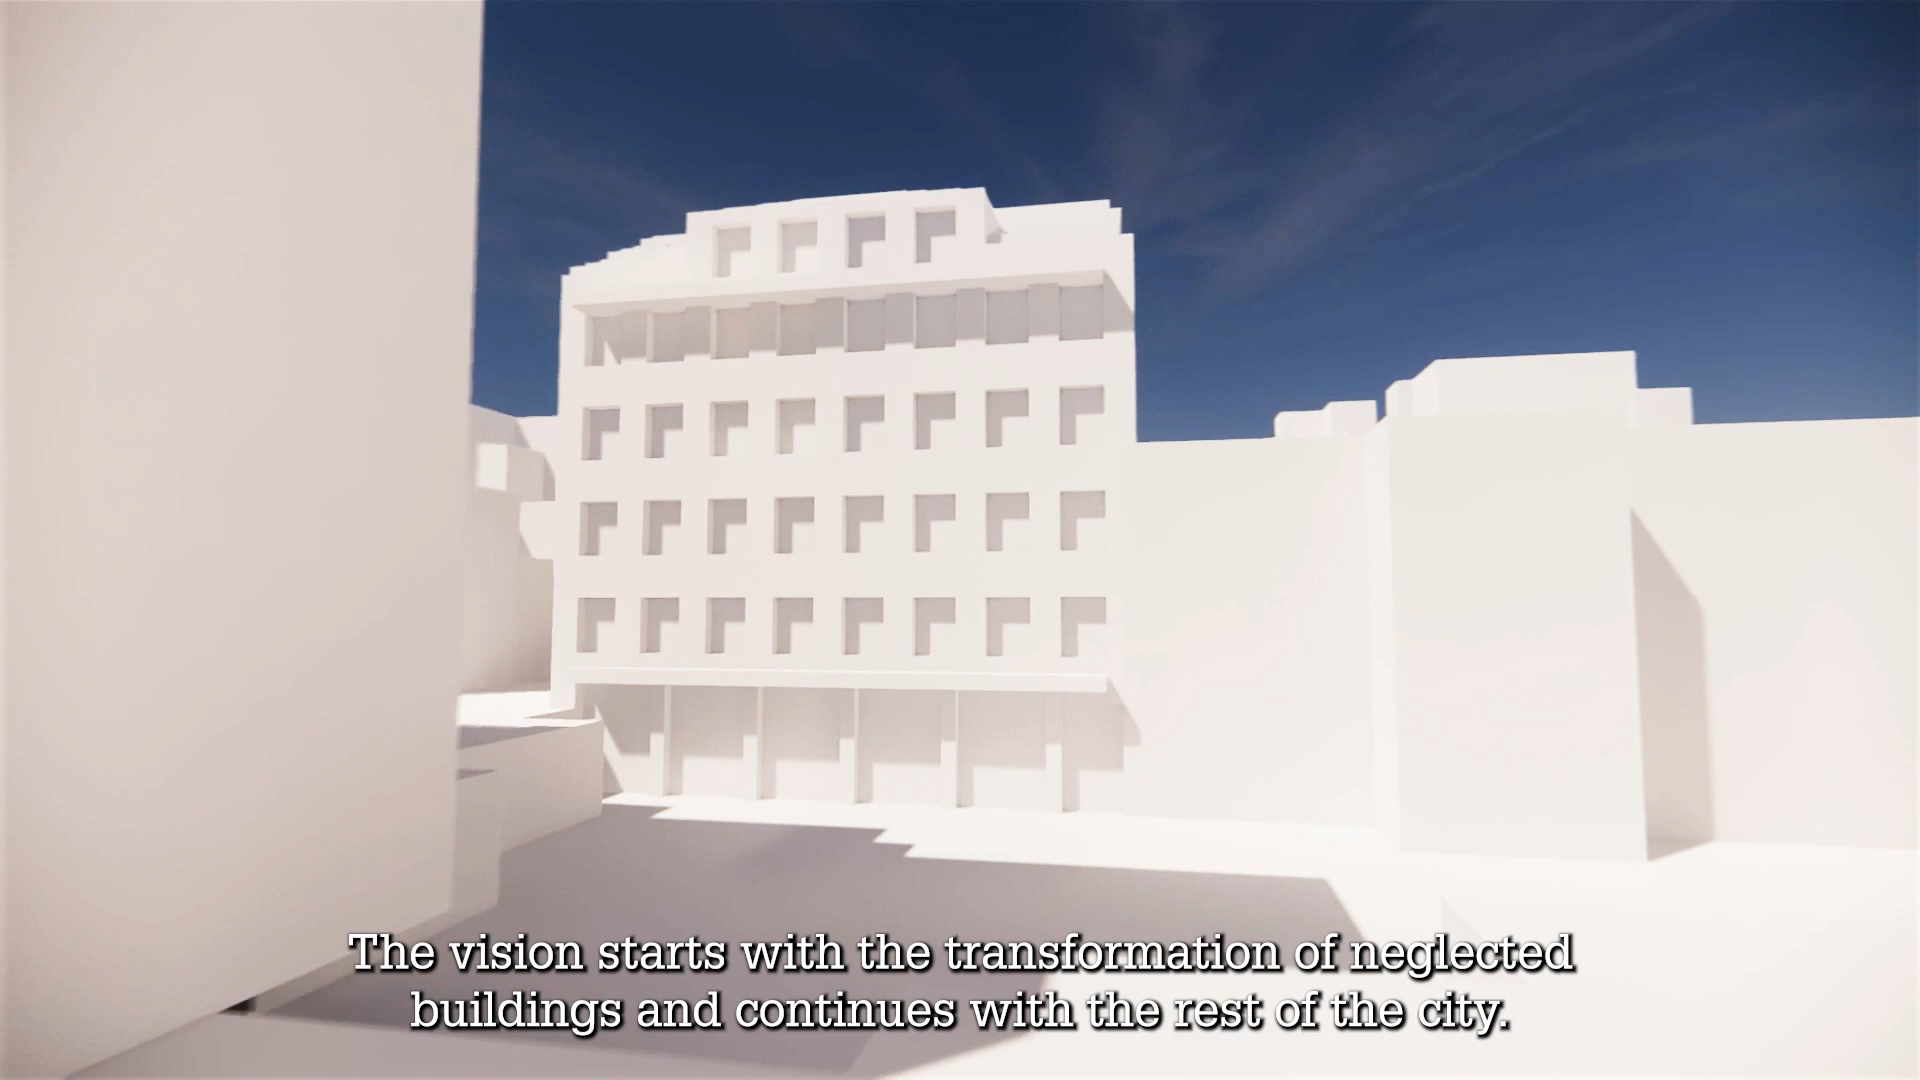 The vision starts with the transformation of neglected
buildings and continues with the rest of the city.